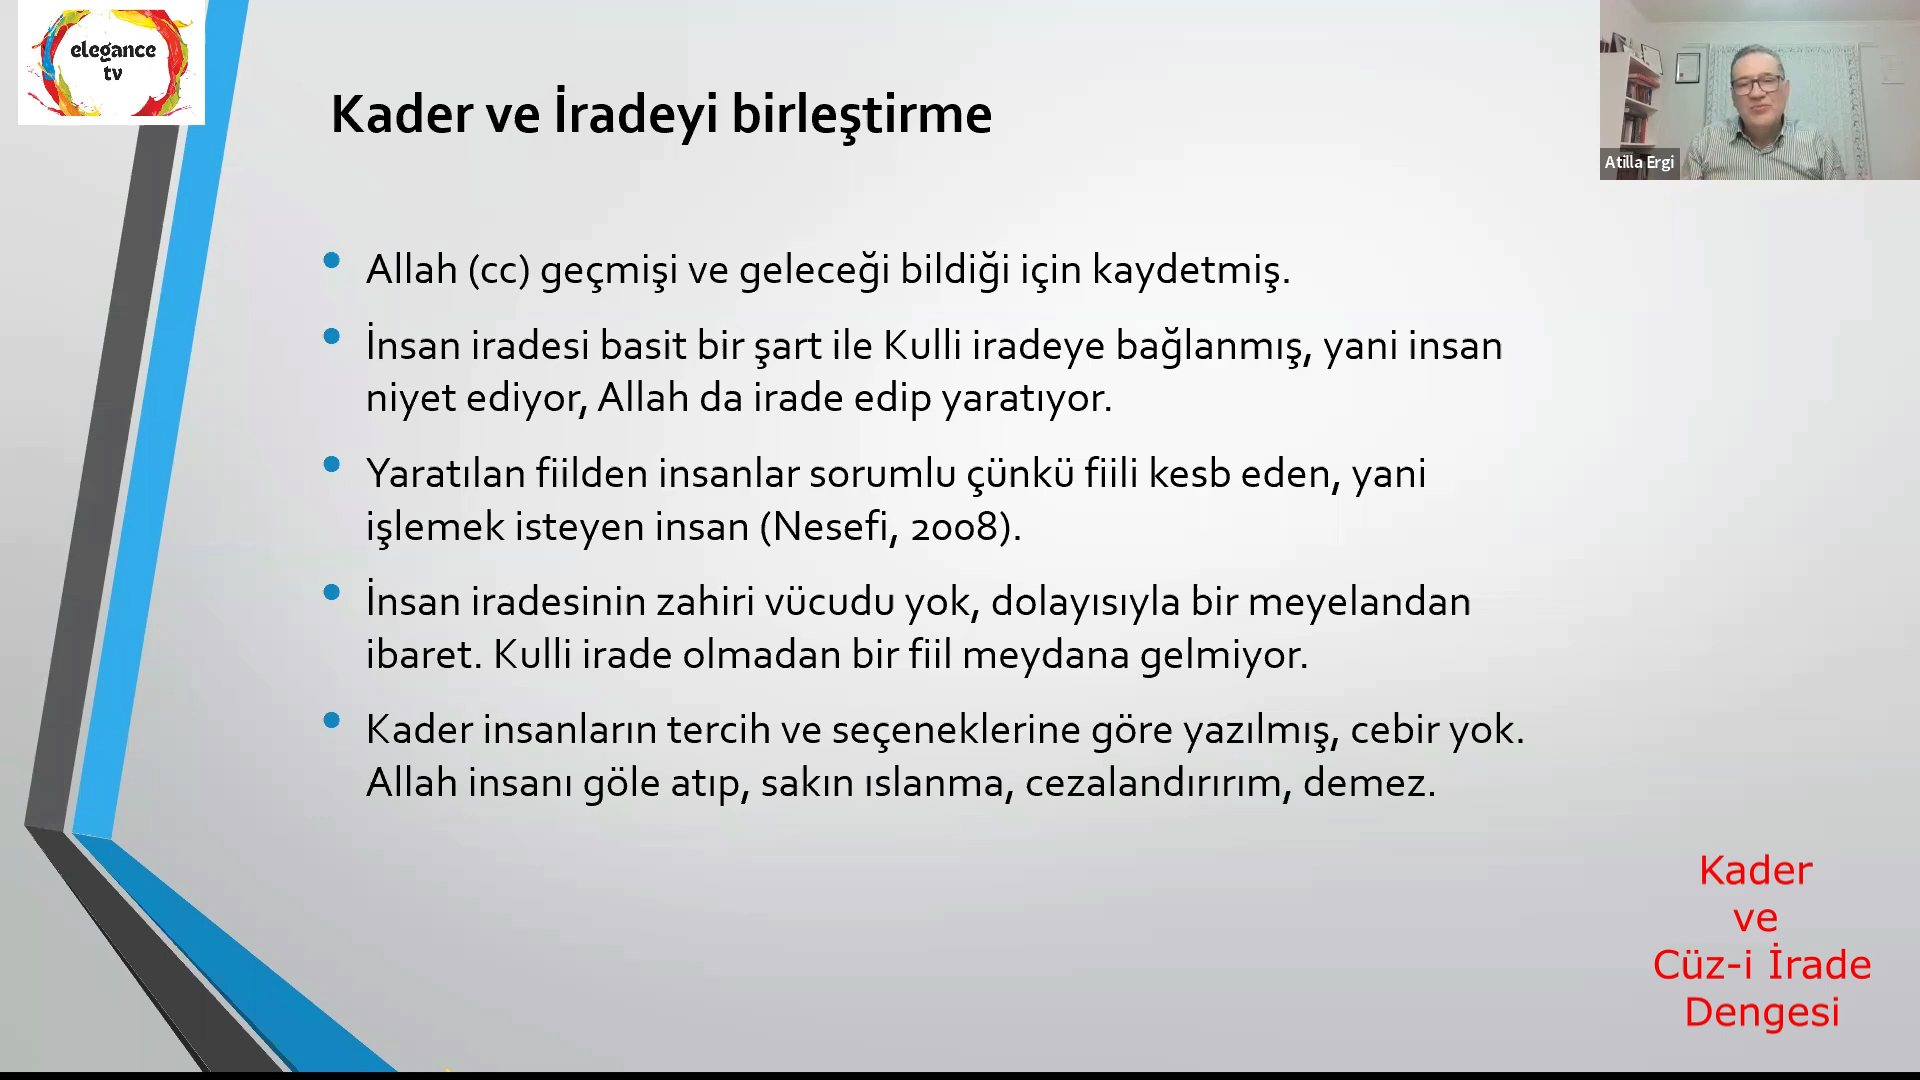 elegance
tv
Kader ve İradeyi birleştirme
Atilla Ergi
Allah (cc) geçmişi ve geleceği bildiği için kaydetmiş.
İnsan iradesi basit bir şart ile Kulli iradeye bağlanmış, yani insan
niyet ediyor, Allah da irade edip yaratıyor.
Yaratılan fiilden insanlar sorumlu çünkü fiili kesb eden, yani
işlemek isteyen insan (Nesefi, 2008).
İnsan iradesinin zahiri vücudu yok, dolayısıyla bir meyelandan
ibaret. Kulli irade olmadan bir fiil meydana gelmiyor.
Kader insanların tercih ve seçeneklerine göre yazılmış, cebir yok.
Allah insanı göle atıp, sakın ıslanma, cezalandırırım, demez.
Kader
ve
Cüz-i İrade
Dengesi